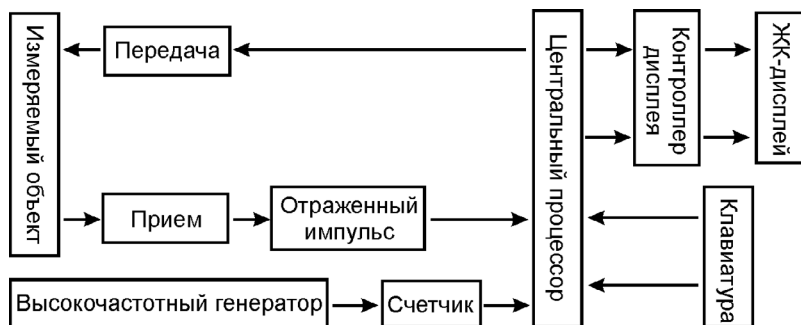 Измеряемый объект
Передача
Центральный процессор
Контроллер
дисплея
ЖК-дисплей
Прием
Отраженный
импульс
Клавиатура
Высокочастотный генератор
Счетчик